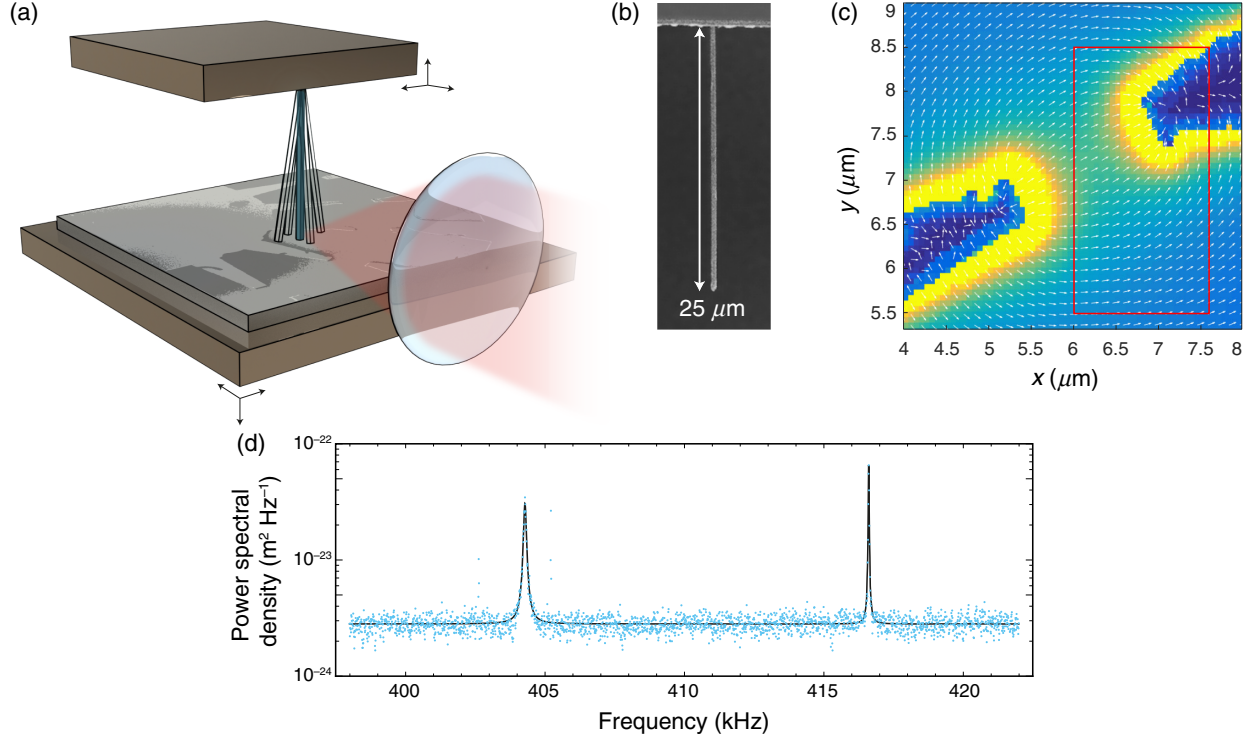 (a)
(b)
25 μm
(c)
9
8.5
8
7.5
7
6.5
6
5.5
y (μm)
4 4.5 5 5.5 6 6.5 7 7.5 8
x (μm)
(d)
10⁻²²
10⁻²³
10⁻²⁴
Power spectral
density (m² Hz⁻¹)
400 405 410 415 420
Frequency (kHz)